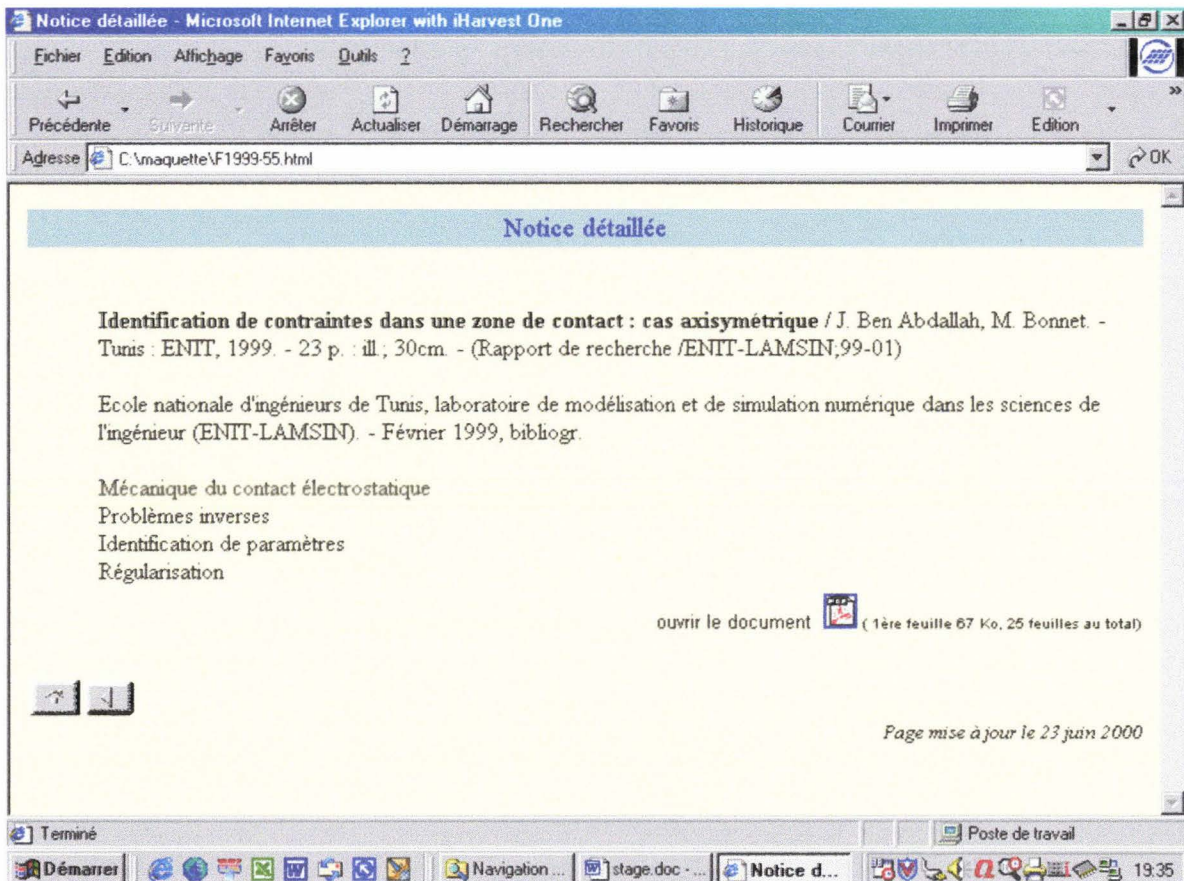 Notice détaillée - Microsoft Internet Explorer with iHarvest One
Fichier Edition Affichage Favoris Outils ?
Précédente Suivante Arrêter Actualiser Démarrage Rechercher Favoris Historique Courrier Imprimer Edition »
Adresse C:\maquette\F1999-55.html OK
Notice détaillée
Identification de contraintes dans une zone de contact : cas axisymétrique / J. Ben Abdallah, M. Bonnet. -
Tunis : ENIT, 1999. - 23 p. : ill.; 30cm. - (Rapport de recherche /ENIT-LAMSIN;99-01)
Ecole nationale d'ingénieurs de Tunis, laboratoire de modélisation et de simulation numérique dans les sciences de
l'ingénieur (ENIT-LAMSIN). - Février 1999, bibliogr.
Mécanique du contact électrostatique
Problèmes inverses
Identification de paramètres
Régularisation
ouvrir le document ( 1ère feuille 67 Ko, 25 feuilles au total)
Page mise à jour le 23 juin 2000
Terminé Poste de travail
Démarrer Navigation ... stage.doc - ... Notice d... 19:35